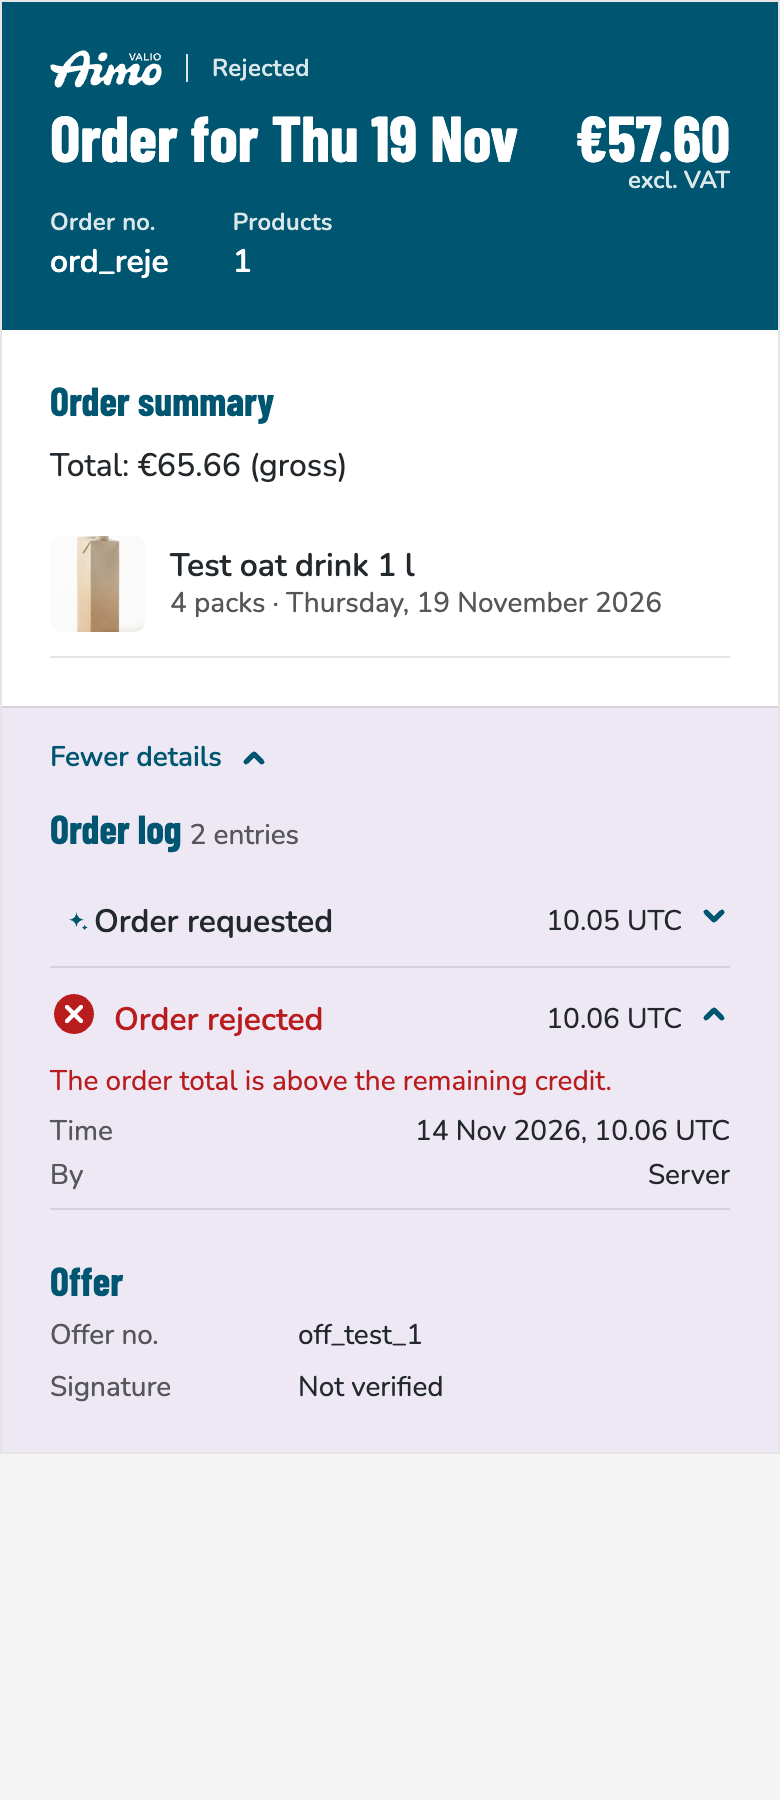 VALIO
Aimo
Rejected
Order for Thu 19 Nov
€57.60
excl. VAT
Order no.
Products
ord_reje
1
Order summary
Total: €65.66 (gross)
Test oat drink 1 l
4 packs · Thursday, 19 November 2026
Fewer details
Order log 2 entries
Order requested
10.05 UTC
Order rejected
10.06 UTC
The order total is above the remaining credit.
Time
14 Nov 2026, 10.06 UTC
By
Server
Offer
Offer no.
off_test_1
Signature
Not verified